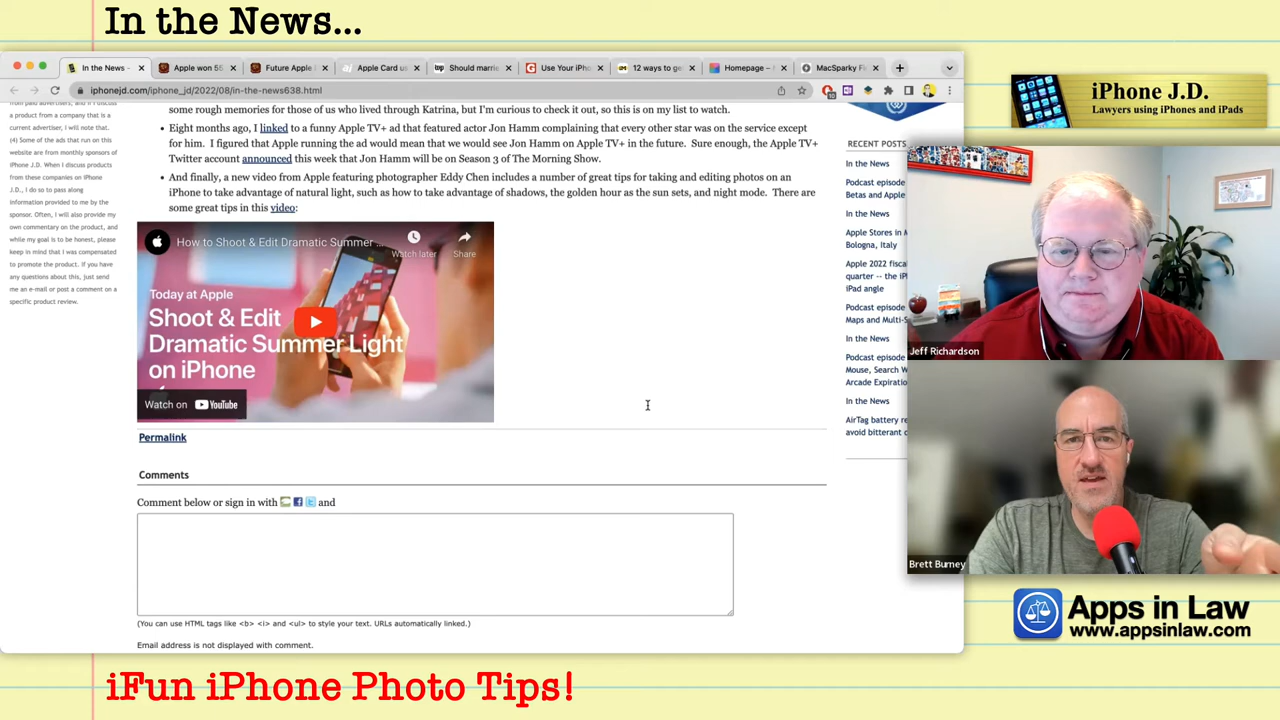 In the News...
In the News -
Apple won 55
Future Apple
Apple Card us
Should marrie
Use Your iPho
12 ways to ge
Homepage –
MacSparky Fi
iphonejd.com/iphone_jd/2022/08/in-the-news638.html
from paid advertisers, and if I discuss
a product from a company that is a
current advertiser, I will note that.
(4) Some of the ads that run on this
website are from monthly sponsors of
iPhone J.D. When I discuss products
from these companies on iPhone
J.D., I do so to pass along
information provided to me by the
sponsor. Often, I will also provide my
own commentary on the product, and
while my goal is to be honest, please
keep in mind that I was compensated
to promote the product. If you have
any questions about this, just send
me an e-mail or post a comment on a
specific product review.
some rough memories for those of us who lived through Katrina, but I'm curious to check it out, so this is on my list to watch.
• Eight months ago, I linked to a funny Apple TV+ ad that featured actor Jon Hamm complaining that every other star was on the service except
for him. I figured that Apple running the ad would mean that we would see Jon Hamm on Apple TV+ in the future. Sure enough, the Apple TV+
Twitter account announced this week that Jon Hamm will be on Season 3 of The Morning Show.
• And finally, a new video from Apple featuring photographer Eddy Chen includes a number of great tips for taking and editing photos on an
iPhone to take advantage of natural light, such as how to take advantage of shadows, the golden hour as the sun sets, and night mode. There are
some great tips in this video:
How to Shoot & Edit Dramatic Summer ...
Watch later
Share
Today at Apple
Shoot & Edit
Dramatic Summer Light
on iPhone
Watch on YouTube
Permalink
Comments
Comment below or sign in with and
(You can use HTML tags like <b> <i> and <ul> to style your text. URLs automatically linked.)
Email address is not displayed with comment.
RECENT POSTS
In the News
Podcast episode
Betas and Apple
In the News
Apple Stores in M
Bologna, Italy
Apple 2022 fiscal
quarter -- the iP
iPad angle
Podcast episode
Maps and Multi-S
In the News
Podcast episode
Mouse, Search W
Arcade Expiratio
In the News
AirTag battery re
avoid bitterant c
iPhone J.D.
Lawyers using iPhones and iPads
Jeff Richardson
Brett Burney
Apps in Law
www.appsinlaw.com
iFun iPhone Photo Tips!